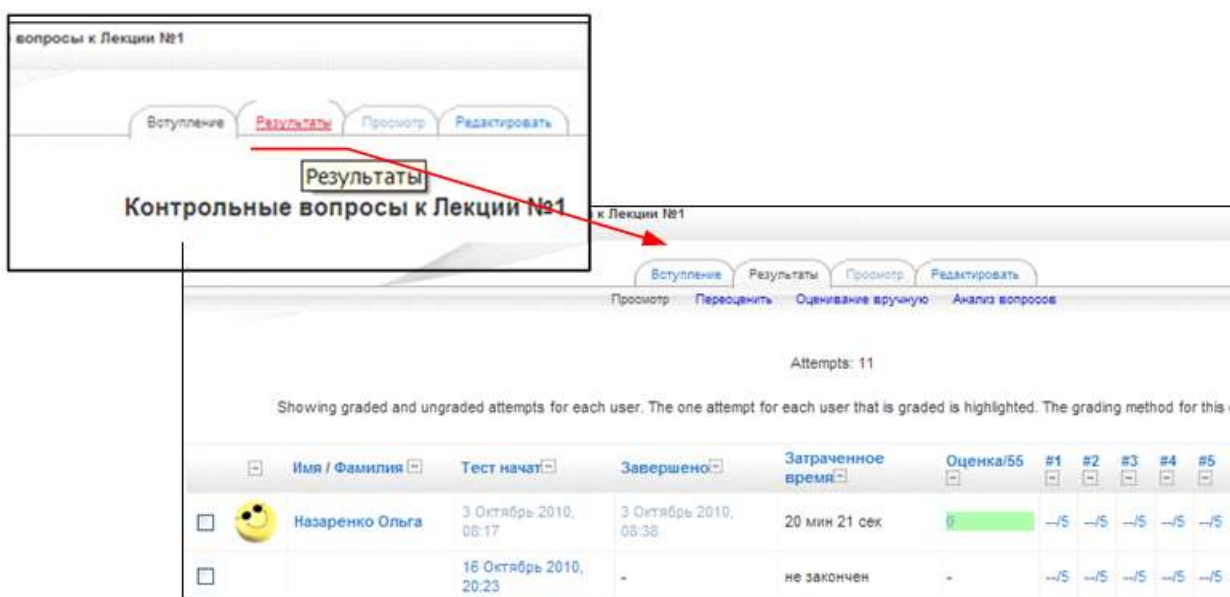 вопросы к Лекции №1
Вступление Результаты Просмотр Редактировать
Результаты
Контрольные вопросы к Лекции №1
к Лекции №1
Вступление Результаты Просмотр Редактировать
Просмотр Переоценить Оценивание вручную Анализ вопросов
Attempts: 11
Showing graded and ungraded attempts for each user. The one attempt for each user that is graded is highlighted. The grading method for this
Имя / Фамилия Тест начат Завершено Затраченное время Оценка/55 #1 #2 #3 #4 #5
Назаренко Ольга 3 Октябрь 2010, 08:17 3 Октябрь 2010, 08:38 20 мин 21 сек 0 --/5 --/5 --/5 --/5 --/5
16 Октябрь 2010, 20:23 - не закончен - --/5 --/5 --/5 --/5 --/5